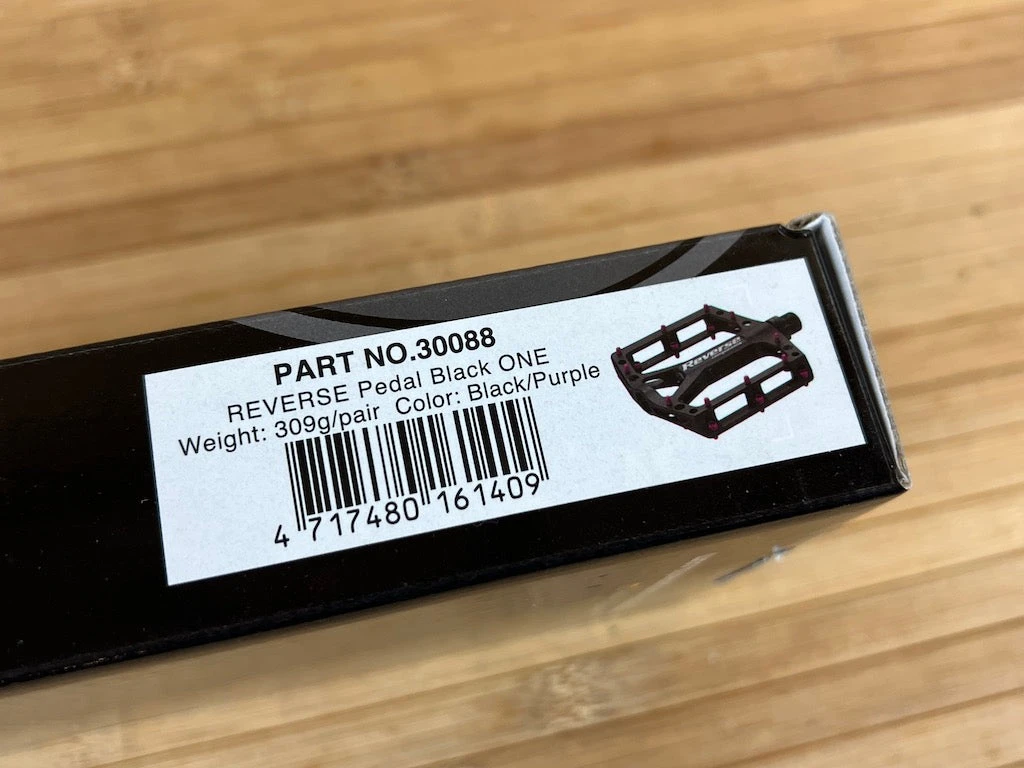 PART NO.30088
REVERSE Pedal Black ONE
Weight: 309g/pair Color: Black/Purple
Reverse
4 717480 161409